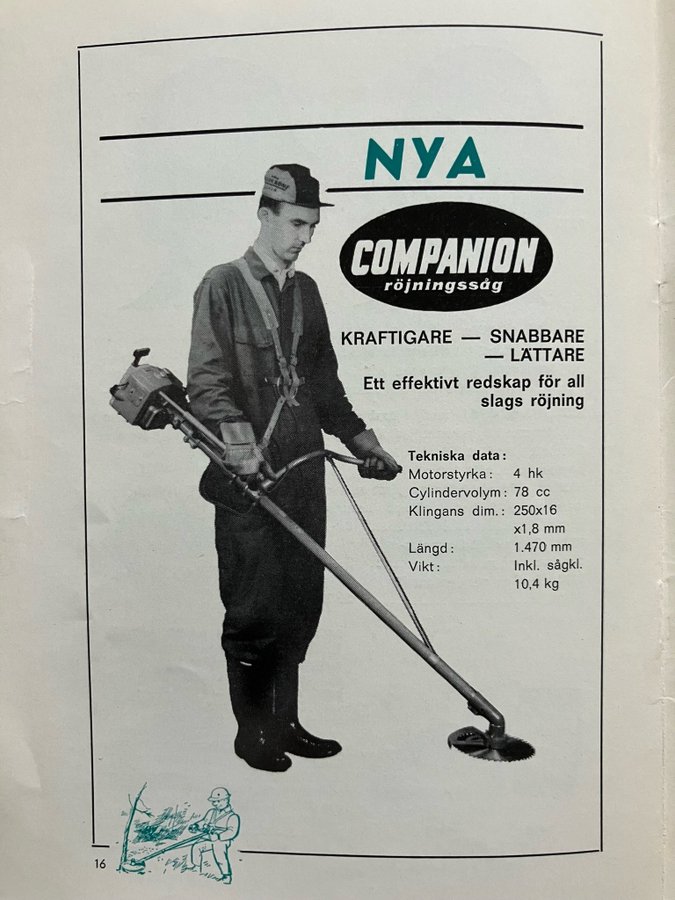 NYA
COMPANION
röjningssåg
KRAFTIGARE — SNABBARE
— LÄTTARE
Ett effektivt redskap för all
slags röjning
Tekniska data:
Motorstyrka: 4 hk
Cylindervolym: 78 cc
Klingans dim.: 250x16
x1,8 mm
Längd: 1.470 mm
Vikt: Inkl. sågkl.
10,4 kg
16